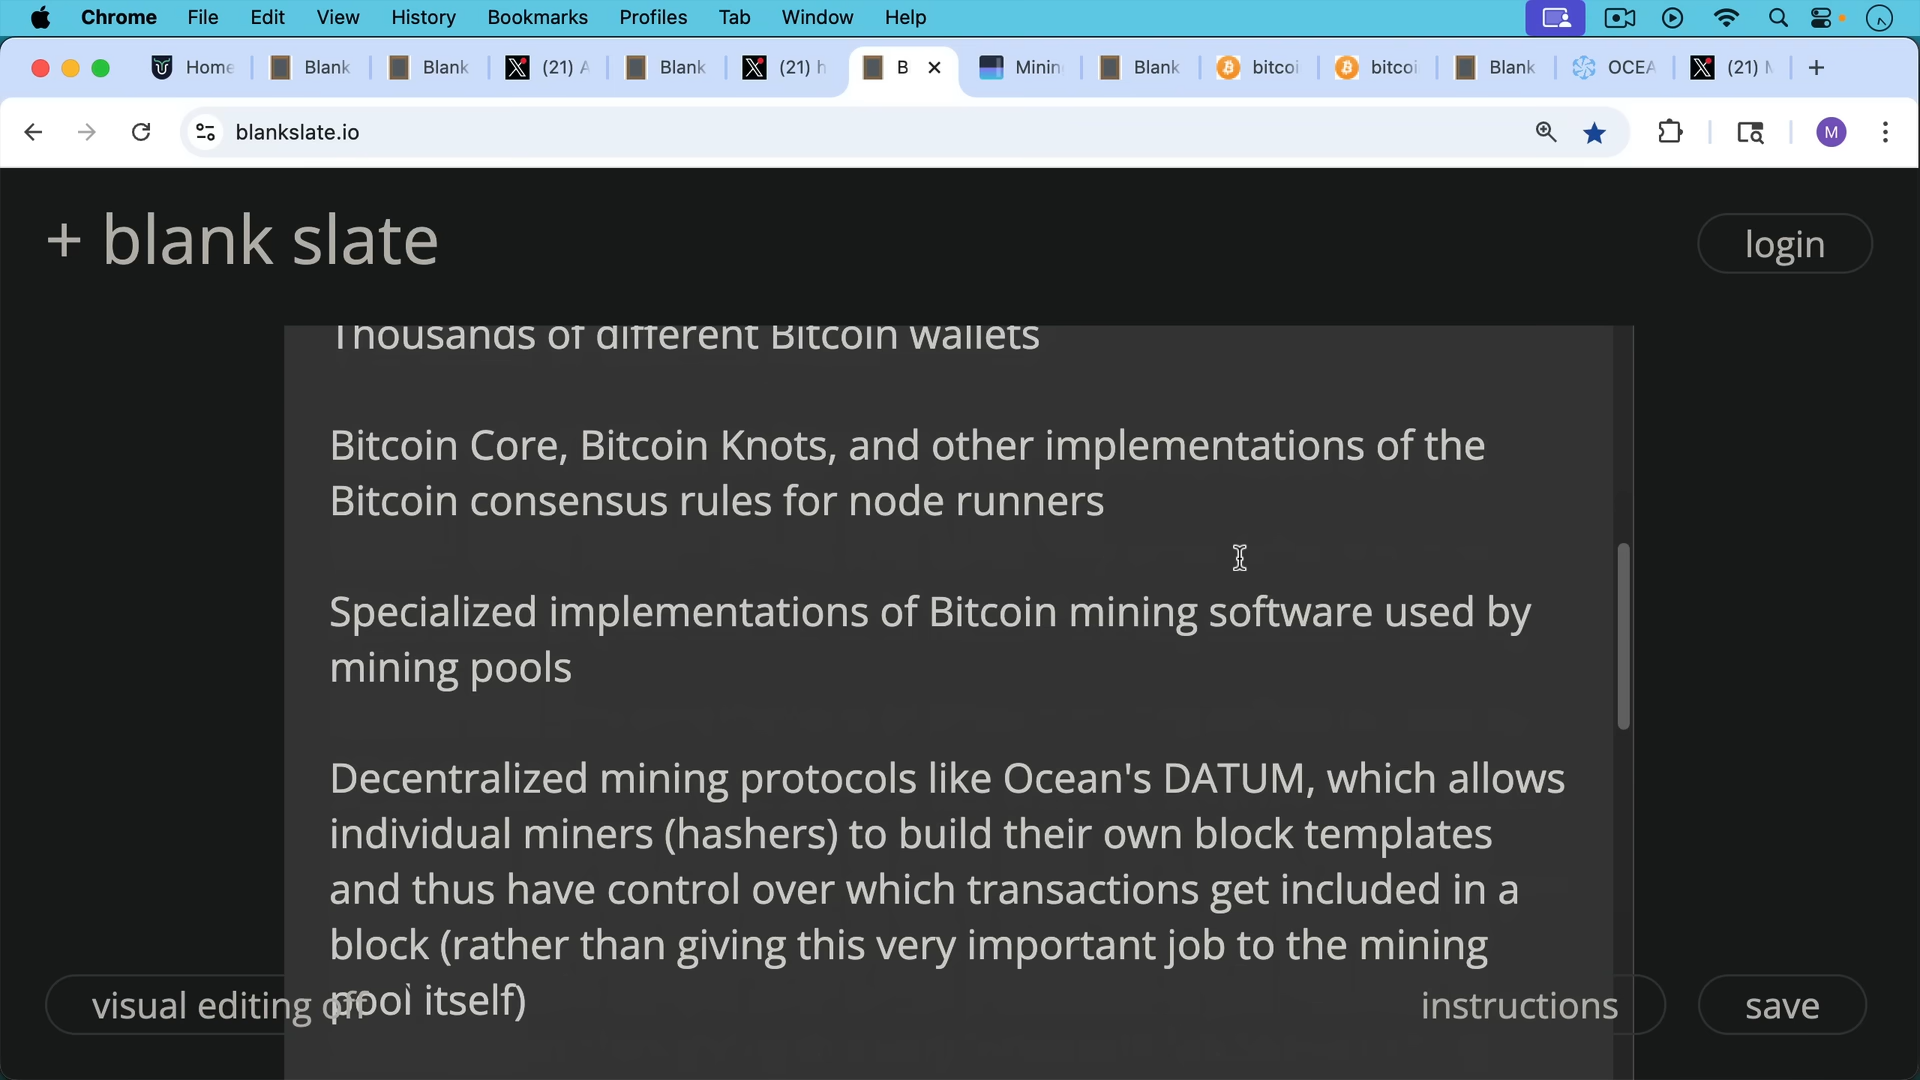 Chrome File Edit View History Bookmarks Profiles Tab Window Help
Home Blank Blank (21) A Blank (21) h B Minin Blank bitcoi bitcoi Blank OCEA (21) M
blankslate.io M
+ blank slate
login
Thousands of different Bitcoin wallets
Bitcoin Core, Bitcoin Knots, and other implementations of the
Bitcoin consensus rules for node runners
Specialized implementations of Bitcoin mining software used by
mining pools
Decentralized mining protocols like Ocean's DATUM, which allows
individual miners (hashers) to build their own block templates
and thus have control over which transactions get included in a
block (rather than giving this very important job to the mining
pool itself)
visual editing off
instructions
save